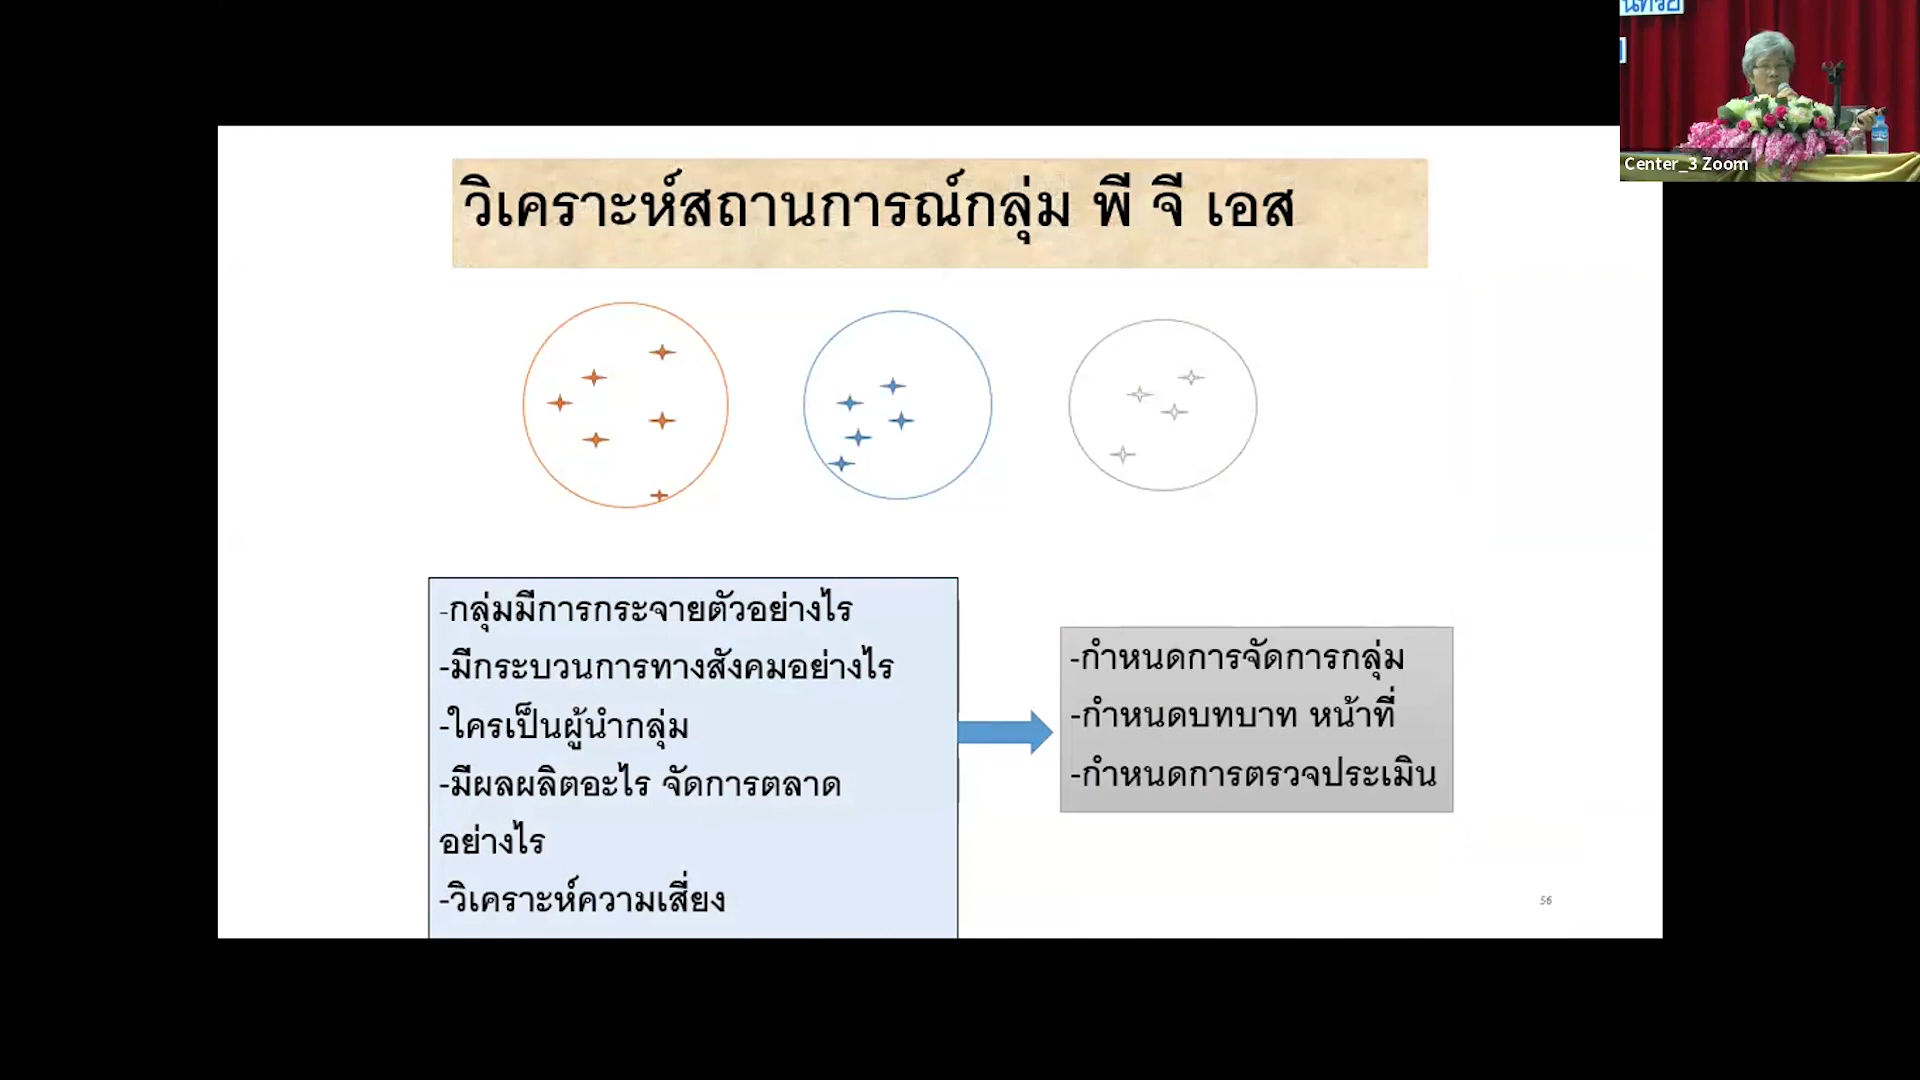 วิเคราะห์สถานการณ์กลุ่ม พี จี เอส
-กลุ่มมีการกระจายตัวอย่างไร
-มีกระบวนการทางสังคมอย่างไร
-ใครเป็นผู้นำกลุ่ม
-มีผลผลิตอะไร จัดการตลาด
อย่างไร
-วิเคราะห์ความเสี่ยง
-กำหนดการจัดการกลุ่ม
-กำหนดบทบาท หน้าที่
-กำหนดการตรวจประเมิน
56
Center_3 Zoom